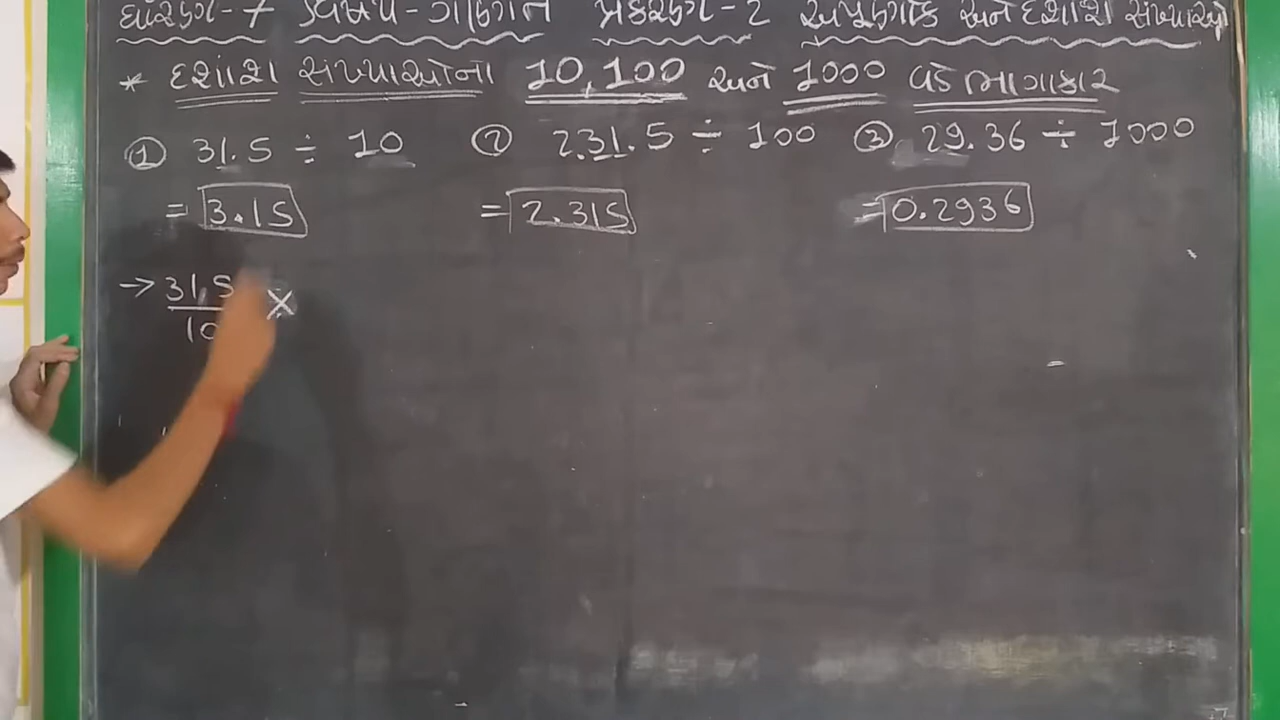 ધોરણ-7 વિષય-ગણિત પ્રકરણ-2 અપૂર્ણાંક અને દશાંશ સંખ્યાઓ
* દશાંશ સંખ્યાઓના 10,100 અને 1000 વડે ભાગાકાર
① 31.5 ÷ 10 ② 231.5 ÷ 100 ③ 29.36 ÷ 1000
= 3.15 = 2.315 = 0.2936
→ 31.5 ×
10